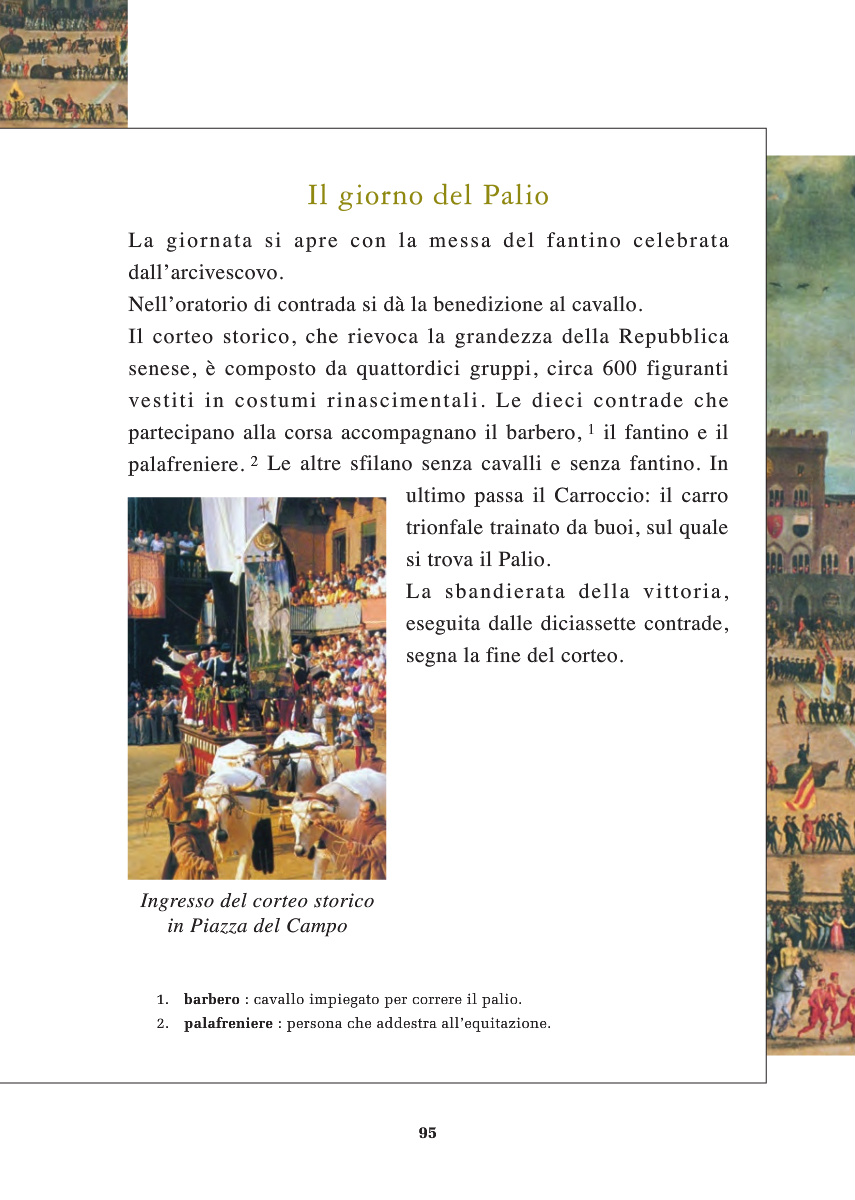 Il giorno del Palio
La giornata si apre con la messa del fantino celebrata
dall’arcivescovo.
Nell’oratorio di contrada si dà la benedizione al cavallo.
Il corteo storico, che rievoca la grandezza della Repubblica
senese, è composto da quattordici gruppi, circa 600 figuranti
vestiti in costumi rinascimentali. Le dieci contrade che
partecipano alla corsa accompagnano il barbero, 1 il fantino e il
palafreniere. 2 Le altre sfilano senza cavalli e senza fantino. In
ultimo passa il Carroccio: il carro
trionfale trainato da buoi, sul quale
si trova il Palio.
La sbandierata della vittoria,
eseguita dalle diciassette contrade,
segna la fine del corteo.
Ingresso del corteo storico
in Piazza del Campo
1. barbero : cavallo impiegato per correre il palio.
2. palafreniere : persona che addestra all’equitazione.
95